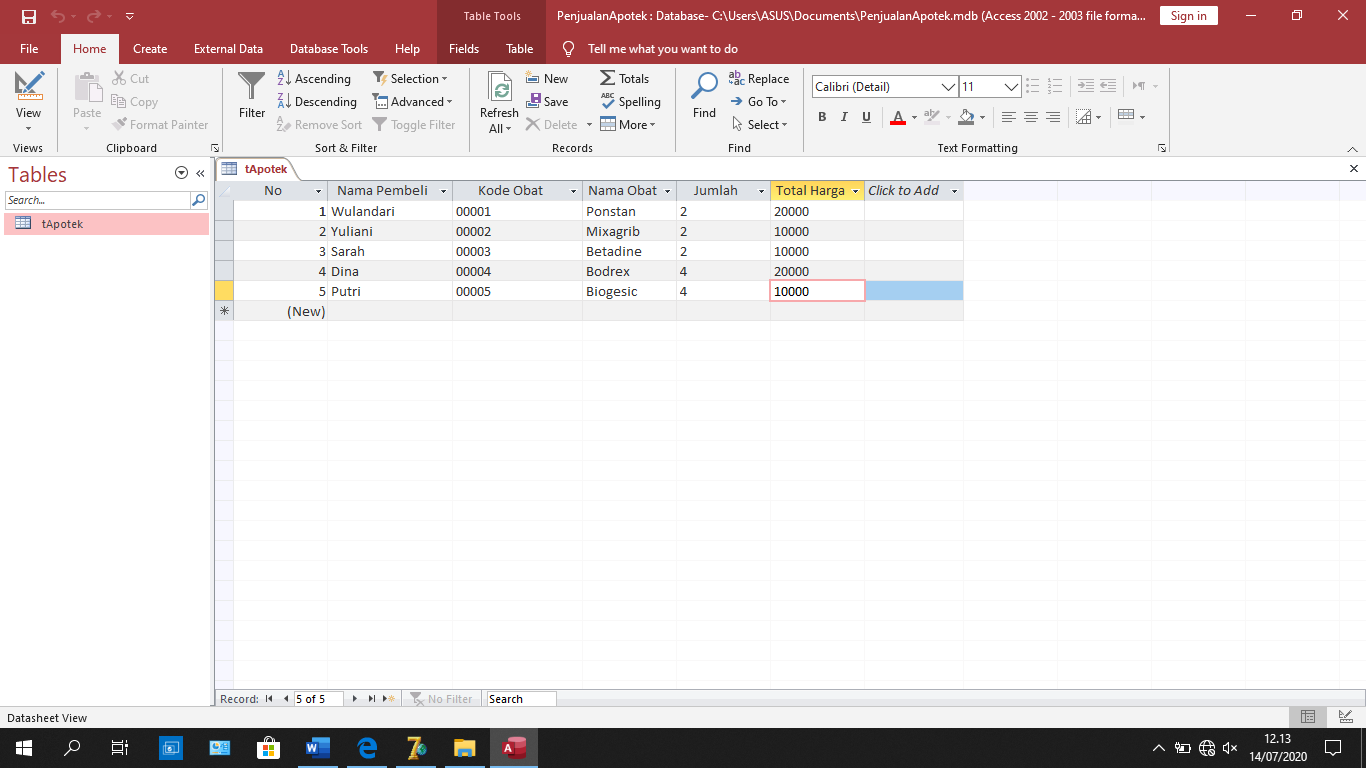 Table Tools
PenjualanApotek : Database- C:\Users\ASUS\Documents\PenjualanApotek.mdb (Access 2002 - 2003 file forma...
Sign in
File Home Create External Data Database Tools Help Fields Table Tell me what you want to do
View
Views
Paste
Cut
Copy
Format Painter
Clipboard
Filter
Ascending
Descending
Remove Sort
Selection
Advanced
Toggle Filter
Sort & Filter
Refresh
All
New
Save
Delete
Totals
Spelling
More
Records
Find
Replace
Go To
Select
Find
Calibri (Detail) 11
B I U
Text Formatting
Tables
Search...
tApotek
tApotek
No Nama Pembeli Kode Obat Nama Obat Jumlah Total Harga Click to Add
1 Wulandari 00001 Ponstan 2 20000
2 Yuliani 00002 Mixagrib 2 10000
3 Sarah 00003 Betadine 2 10000
4 Dina 00004 Bodrex 4 20000
5 Putri 00005 Biogesic 4 10000
(New)
Record: 5 of 5 No Filter Search
Datasheet View
12.13
14/07/2020